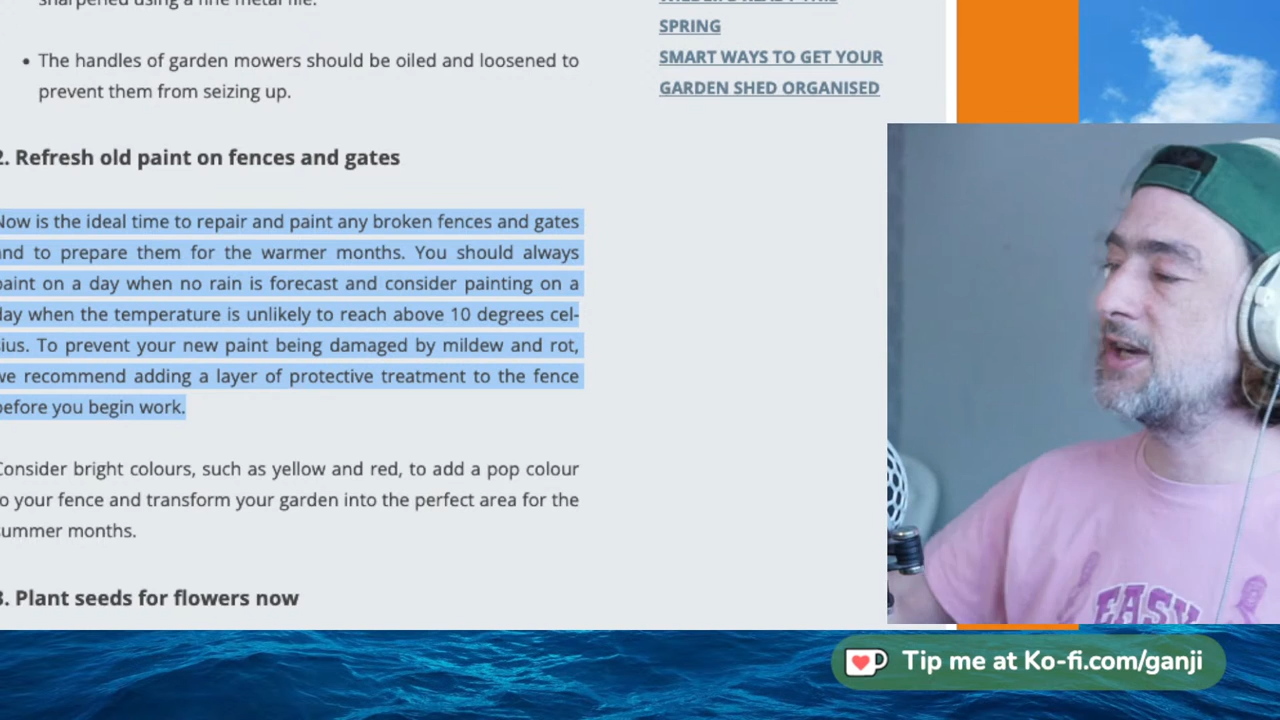 The handles of garden mowers should be oiled and loosened to
prevent them from seizing up.
2. Refresh old paint on fences and gates
Now is the ideal time to repair and paint any broken fences and gates
and to prepare them for the warmer months. You should always
paint on a day when no rain is forecast and consider painting on a
day when the temperature is unlikely to reach above 10 degrees cel-
sius. To prevent your new paint being damaged by mildew and rot,
we recommend adding a layer of protective treatment to the fence
before you begin work.
Consider bright colours, such as yellow and red, to add a pop colour
to your fence and transform your garden into the perfect area for the
summer months.
3. Plant seeds for flowers now
SPRING
SMART WAYS TO GET YOUR
GARDEN SHED ORGANISED
EASY
Tip me at Ko-fi.com/ganji